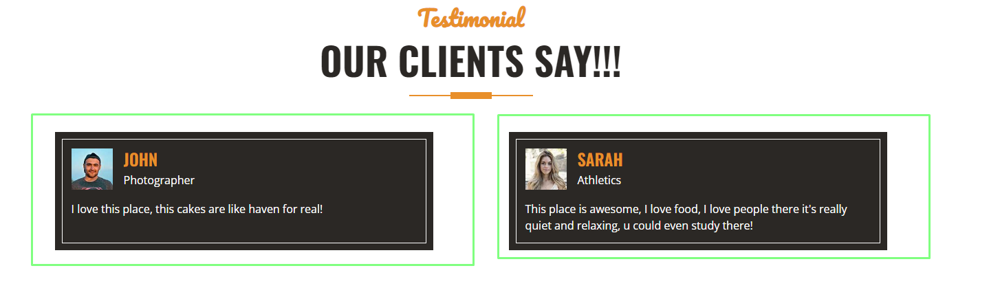 Testimonial
OUR CLIENTS SAY!!!
JOHN
Photographer
I love this place, this cakes are like haven for real!
SARAH
Athletics
This place is awesome, I love food, I love people there it's really
quiet and relaxing, u could even study there!